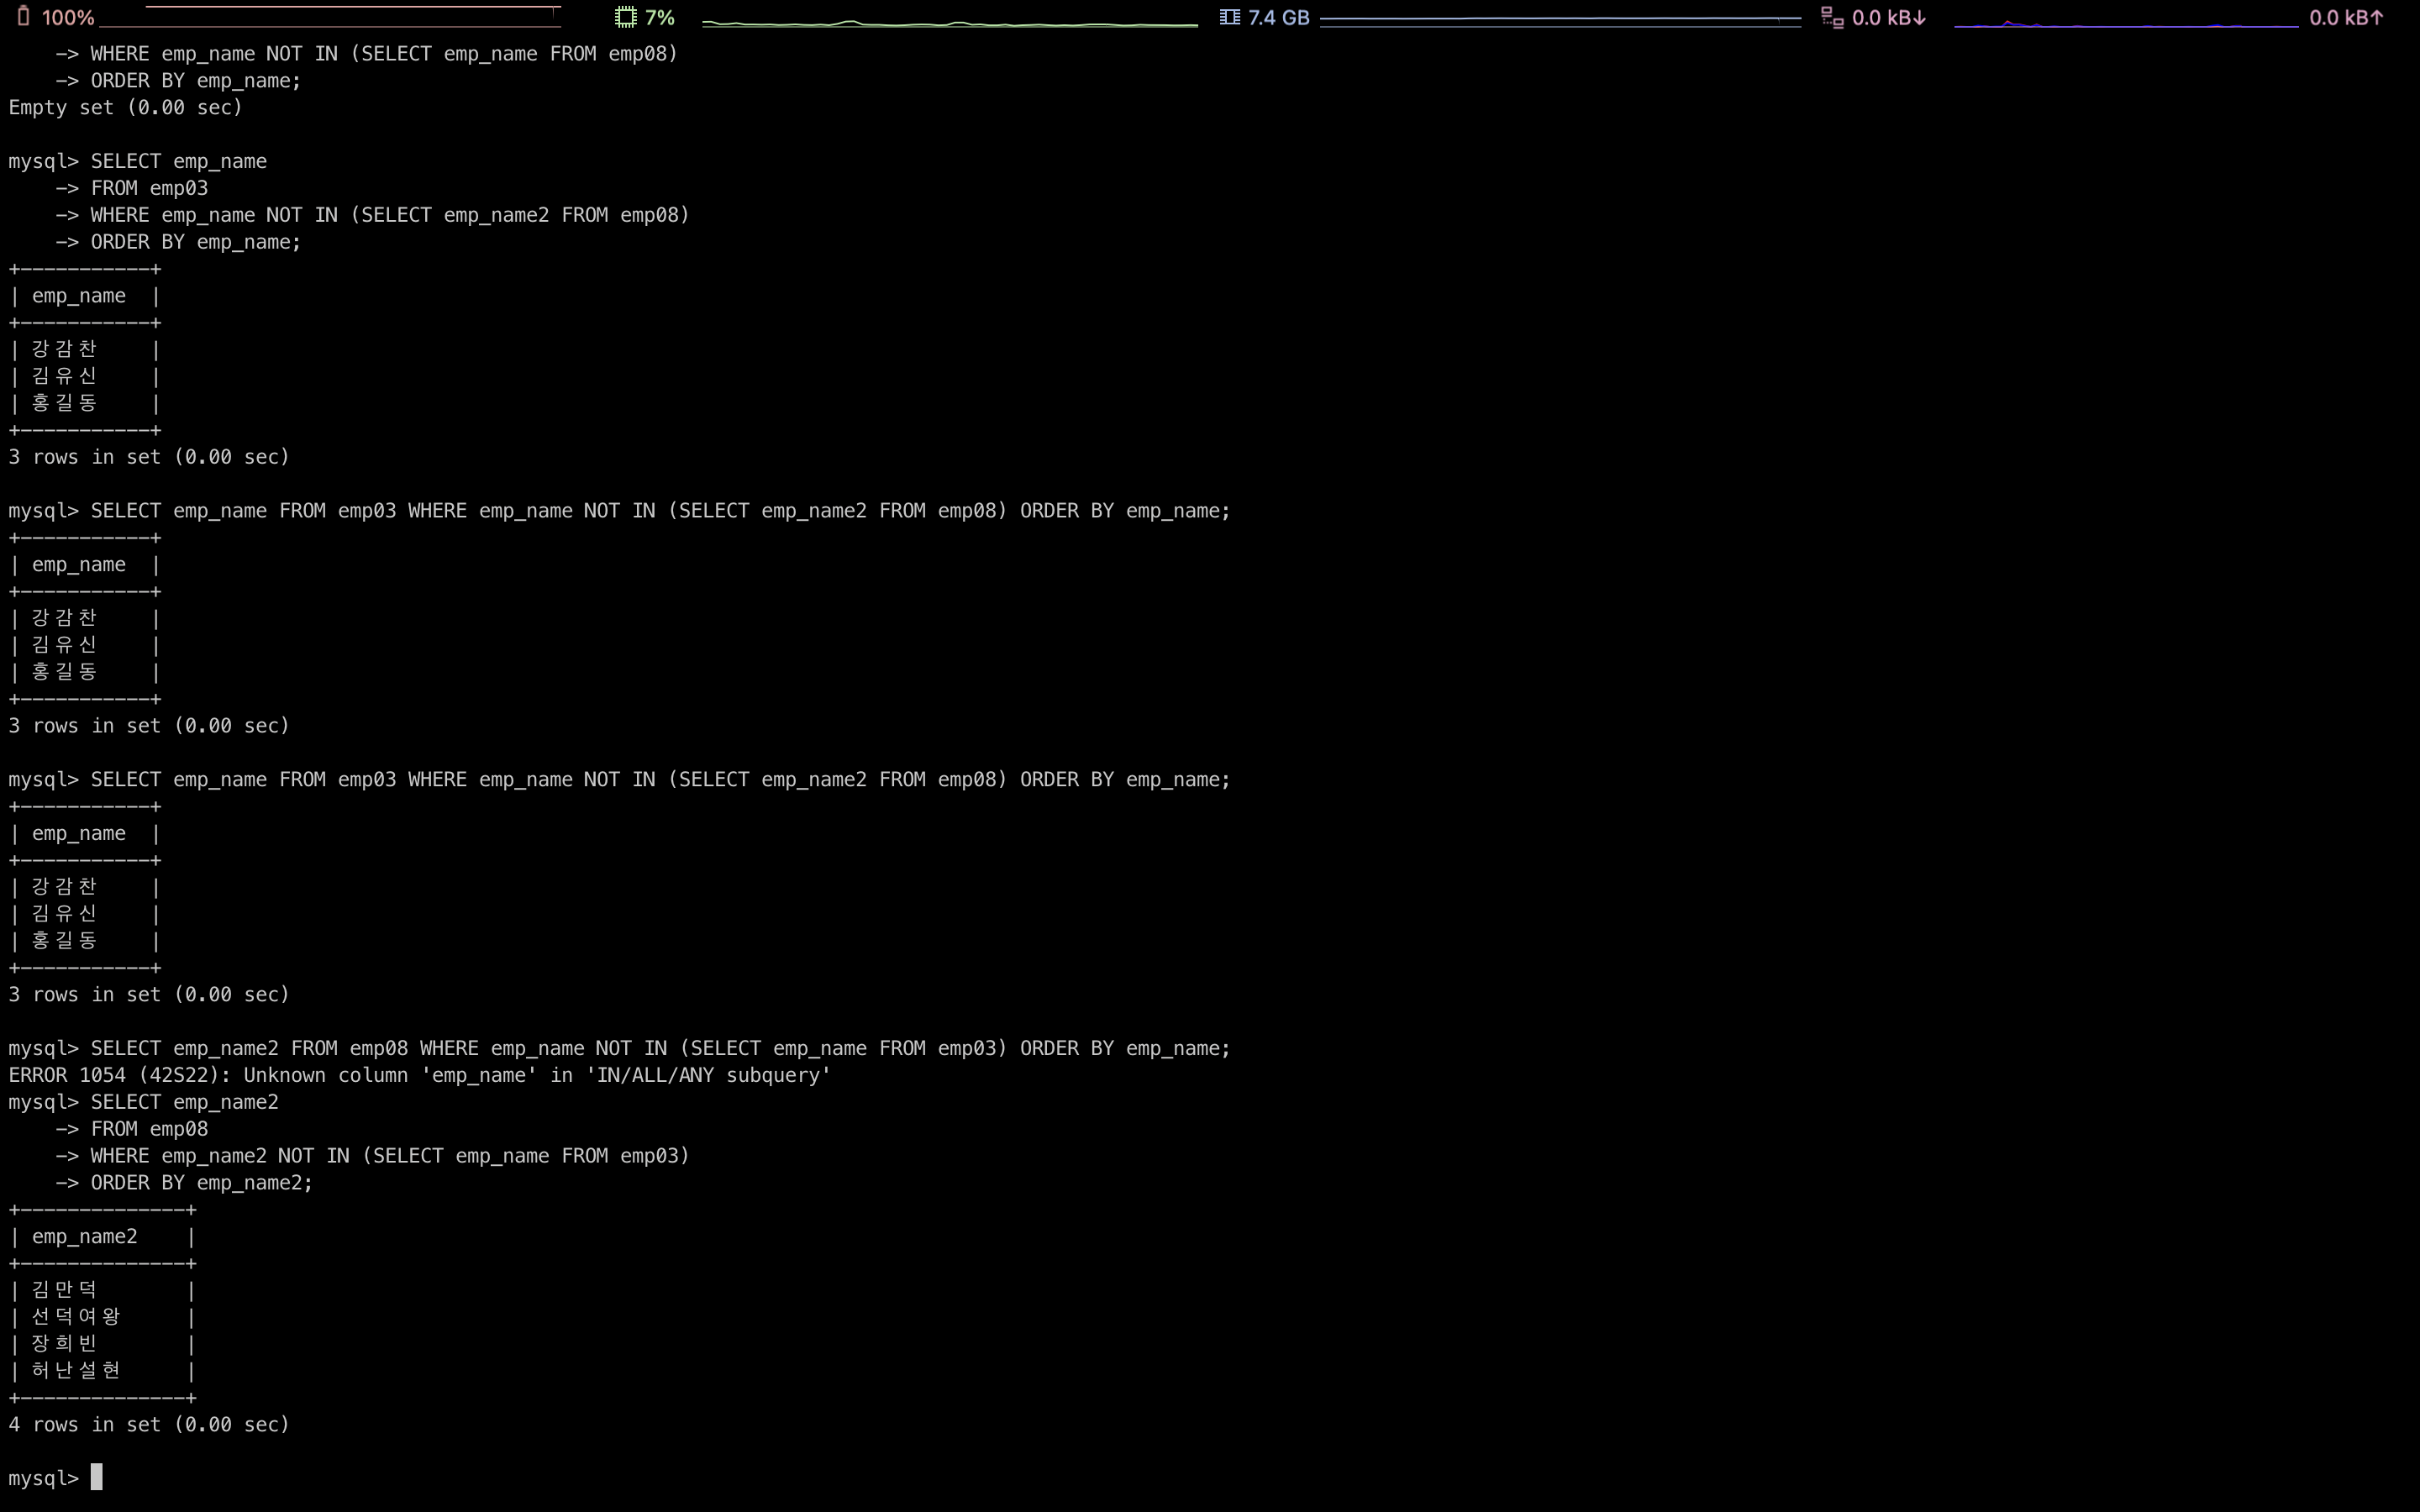 100% 7% 7.4 GB 0.0 kB↓ 0.0 kB↑
    -> WHERE emp_name NOT IN (SELECT emp_name FROM emp08)
    -> ORDER BY emp_name;
Empty set (0.00 sec)
mysql> SELECT emp_name
    -> FROM emp03
    -> WHERE emp_name NOT IN (SELECT emp_name2 FROM emp08)
    -> ORDER BY emp_name;
+-----------+
| emp_name  |
+-----------+
| 강감찬    |
| 김유신    |
| 홍길동    |
+-----------+
3 rows in set (0.00 sec)
mysql> SELECT emp_name FROM emp03 WHERE emp_name NOT IN (SELECT emp_name2 FROM emp08) ORDER BY emp_name;
+-----------+
| emp_name  |
+-----------+
| 강감찬    |
| 김유신    |
| 홍길동    |
+-----------+
3 rows in set (0.00 sec)
mysql> SELECT emp_name FROM emp03 WHERE emp_name NOT IN (SELECT emp_name2 FROM emp08) ORDER BY emp_name;
+-----------+
| emp_name  |
+-----------+
| 강감찬    |
| 김유신    |
| 홍길동    |
+-----------+
3 rows in set (0.00 sec)
mysql> SELECT emp_name2 FROM emp08 WHERE emp_name NOT IN (SELECT emp_name FROM emp03) ORDER BY emp_name;
ERROR 1054 (42S22): Unknown column 'emp_name' in 'IN/ALL/ANY subquery'
mysql> SELECT emp_name2
    -> FROM emp08
    -> WHERE emp_name2 NOT IN (SELECT emp_name FROM emp03)
    -> ORDER BY emp_name2;
+--------------+
| emp_name2    |
+--------------+
| 김만덕       |
| 선덕여왕     |
| 장희빈       |
| 허난설현     |
+--------------+
4 rows in set (0.00 sec)
mysql>